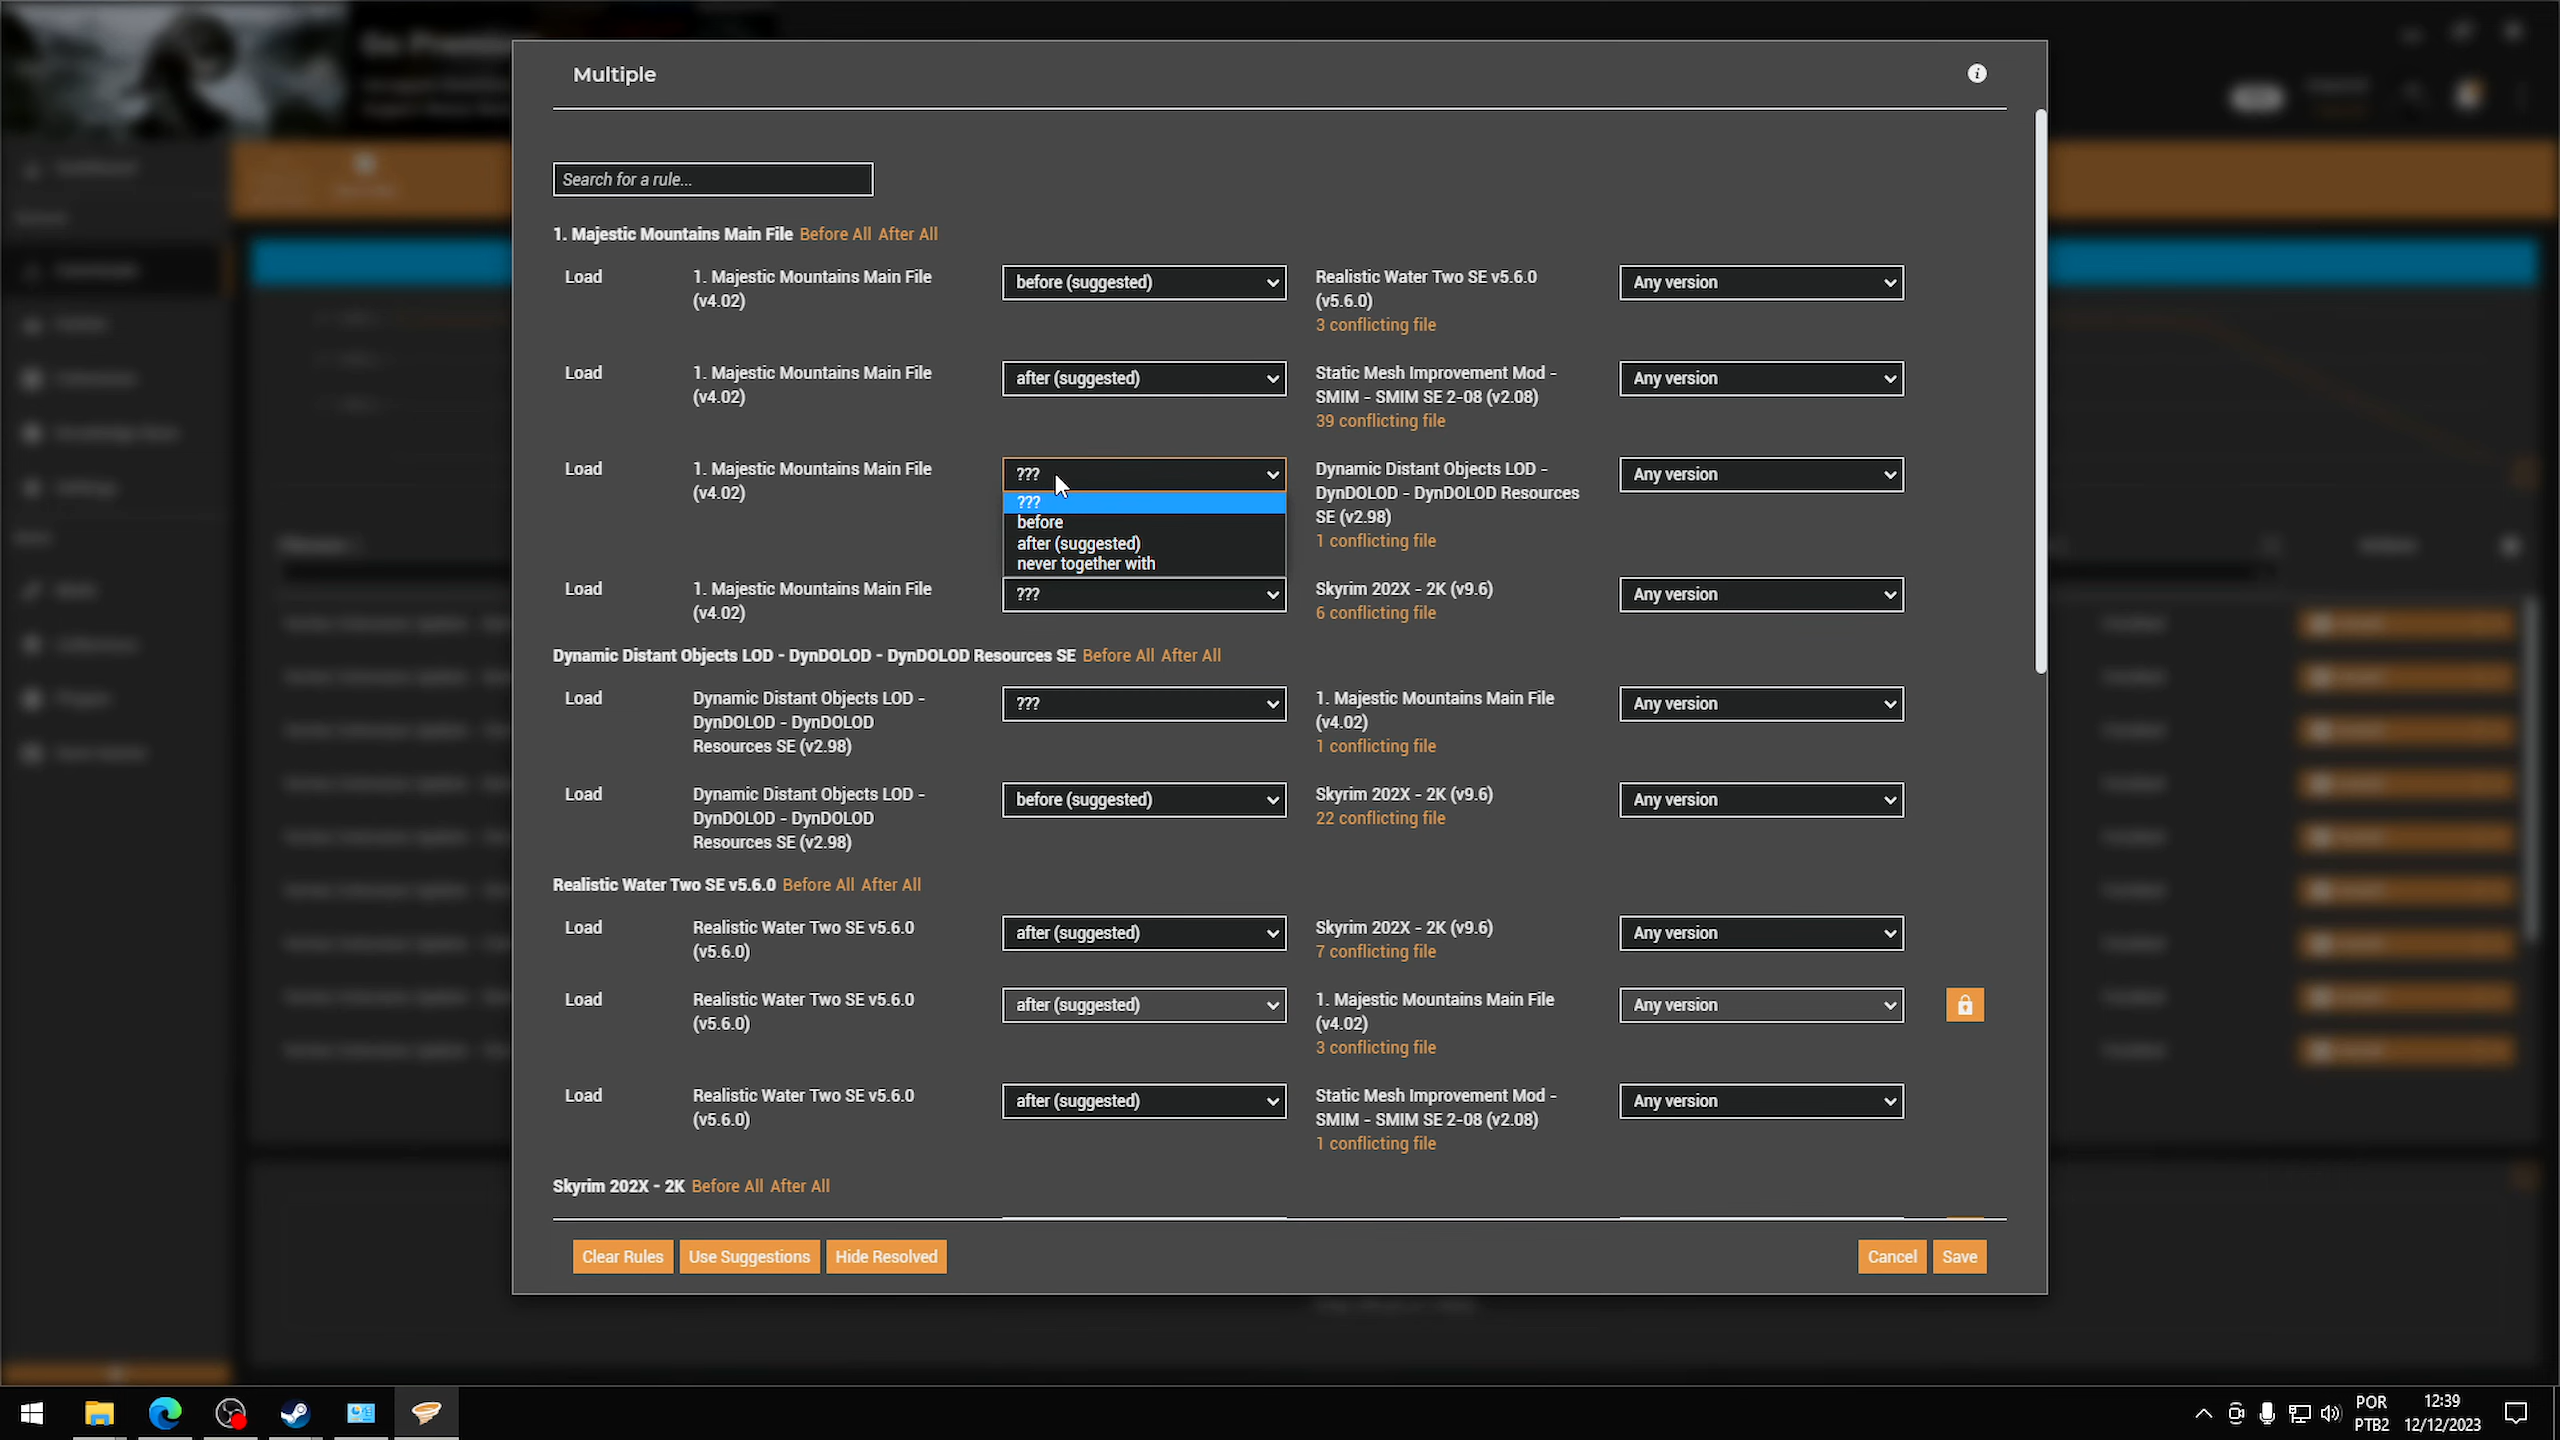 Multiple
Search for a rule...
1. Majestic Mountains Main File Before All After All
Load
1. Majestic Mountains Main File
(v4.02)
before (suggested)
Realistic Water Two SE v5.6.0
(v5.6.0)
3 conflicting file
Any version
Load
1. Majestic Mountains Main File
(v4.02)
after (suggested)
Static Mesh Improvement Mod -
SMIM - SMIM SE 2-08 (v2.08)
39 conflicting file
Any version
Load
1. Majestic Mountains Main File
(v4.02)
???
???
before
after (suggested)
never together with
Dynamic Distant Objects LOD -
DynDOLOD - DynDOLOD Resources
SE (v2.98)
1 conflicting file
Any version
Load
1. Majestic Mountains Main File
(v4.02)
???
Skyrim 202X - 2K (v9.6)
6 conflicting file
Any version
Dynamic Distant Objects LOD - DynDOLOD - DynDOLOD Resources SE Before All After All
Load
Dynamic Distant Objects LOD -
DynDOLOD - DynDOLOD
Resources SE (v2.98)
???
1. Majestic Mountains Main File
(v4.02)
1 conflicting file
Any version
Load
Dynamic Distant Objects LOD -
DynDOLOD - DynDOLOD
Resources SE (v2.98)
before (suggested)
Skyrim 202X - 2K (v9.6)
22 conflicting file
Any version
Realistic Water Two SE v5.6.0 Before All After All
Load
Realistic Water Two SE v5.6.0
(v5.6.0)
after (suggested)
Skyrim 202X - 2K (v9.6)
7 conflicting file
Any version
Load
Realistic Water Two SE v5.6.0
(v5.6.0)
after (suggested)
1. Majestic Mountains Main File
(v4.02)
3 conflicting file
Any version
Load
Realistic Water Two SE v5.6.0
(v5.6.0)
after (suggested)
Static Mesh Improvement Mod -
SMIM - SMIM SE 2-08 (v2.08)
1 conflicting file
Any version
Skyrim 202X - 2K Before All After All
Clear Rules
Use Suggestions
Hide Resolved
Cancel
Save
POR
PTB2
12:39
12/12/2023